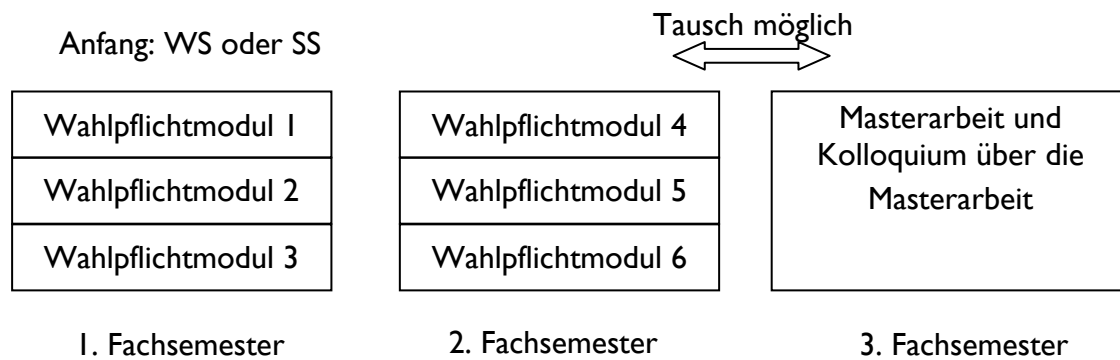 Anfang: WS oder SS
Tausch möglich
Wahlpflichtmodul 1
Wahlpflichtmodul 2
Wahlpflichtmodul 3
1. Fachsemester
Wahlpflichtmodul 4
Wahlpflichtmodul 5
Wahlpflichtmodul 6
2. Fachsemester
Masterarbeit und
Kolloquium über die
Masterarbeit
3. Fachsemester